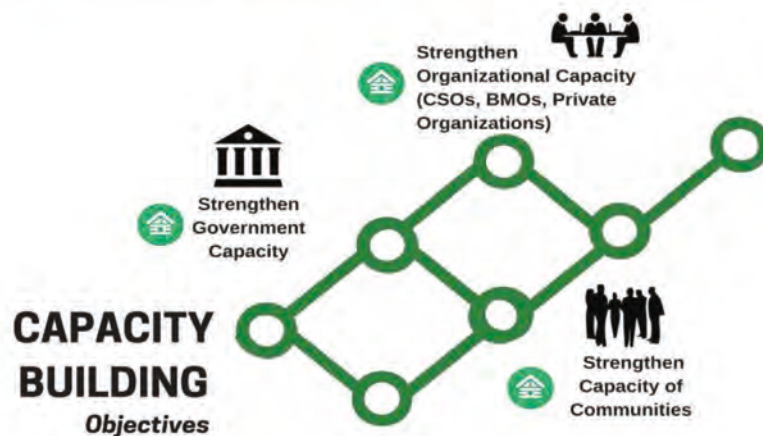 Strengthen
Organizational Capacity
(CSOs, BMOs, Private
Organizations)
Strengthen
Government
Capacity
CAPACITY
BUILDING
Objectives
Strengthen
Capacity of
Communities